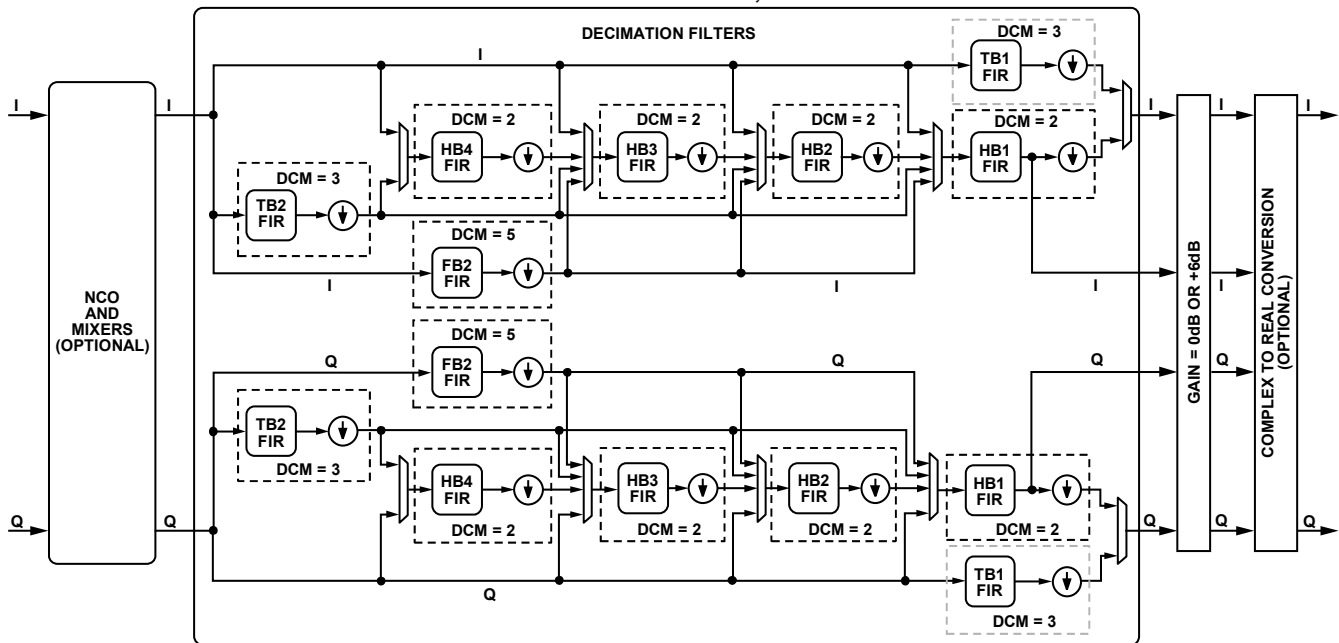 DECIMATION FILTERS
DCM = 3
I
TB1
FIR
I
I
I
I
I
DCM = 2
DCM = 2
DCM = 2
DCM = 2
HB4
FIR
HB3
FIR
HB2
FIR
HB1
FIR
DCM = 3
TB2
FIR
DCM = 5
FB2
FIR
I
I
I
I
NCO
AND
MIXERS
(OPTIONAL)
GAIN = 0dB OR +6dB
COMPLEX TO REAL CONVERSION
(OPTIONAL)
DCM = 5
Q
FB2
FIR
Q
Q
Q
TB2
FIR
DCM = 3
HB4
FIR
DCM = 2
HB3
FIR
DCM = 2
HB2
FIR
DCM = 2
HB1
FIR
DCM = 2
Q
Q
Q
Q
Q
Q
TB1
FIR
DCM = 3